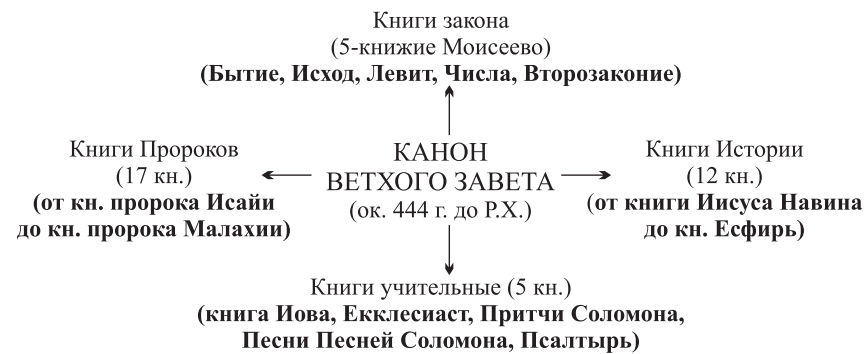 Книги закона
(5-книжие Моисеево)
(Бытие, Исход, Левит, Числа, Второзаконие)
Книги Пророков
(17 кн.)
(от кн. пророка Исайи
до кн. пророка Малахии)
КАНОН
ВЕТХОГО ЗАВЕТА
(ок. 444 г. до Р.Х.)
Книги Истории
(12 кн.)
(от книги Иисуса Навина
до кн. Есфирь)
Книги учительные (5 кн.)
(книга Иова, Екклесиаст, Притчи Соломона,
Песни Песней Соломона, Псалтырь)